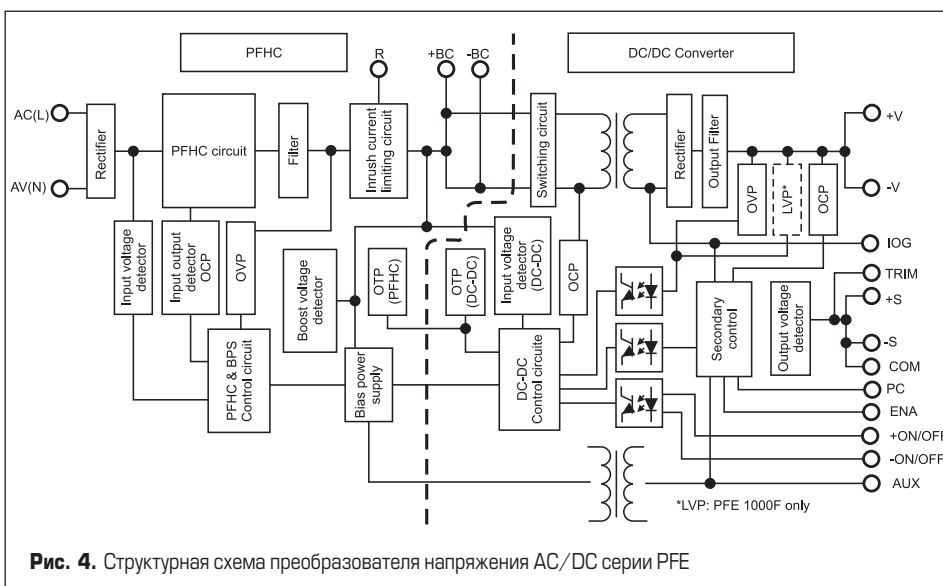 PFHC
R
+BC
-BC
DC/DC Converter
AC(L)
AV(N)
Rectifier
PFHC circuit
Filter
Inrush current
limiting circuit
Switching circuit
Rectifier
Output Filter
OVP
LVP*
OCP
+V
-V
IOG
TRIM
+S
-S
COM
PC
ENA
+ON/OFF
-ON/OFF
AUX
Input voltage
detector
Input output
detector
OCP
OVP
Boost voltage
detector
OTP
(PFHC)
OTP
(DC-DC)
Input voltage
detector
(DC-DC)
OCP
Secondary
control
Output voltage
detector
PFHC & BPS
Control circuit
Bias power
supply
DC-DC
Control circuite
*LVP: PFE 1000F only
Рис. 4. Структурная схема преобразователя напряжения AC/DC серии PFE